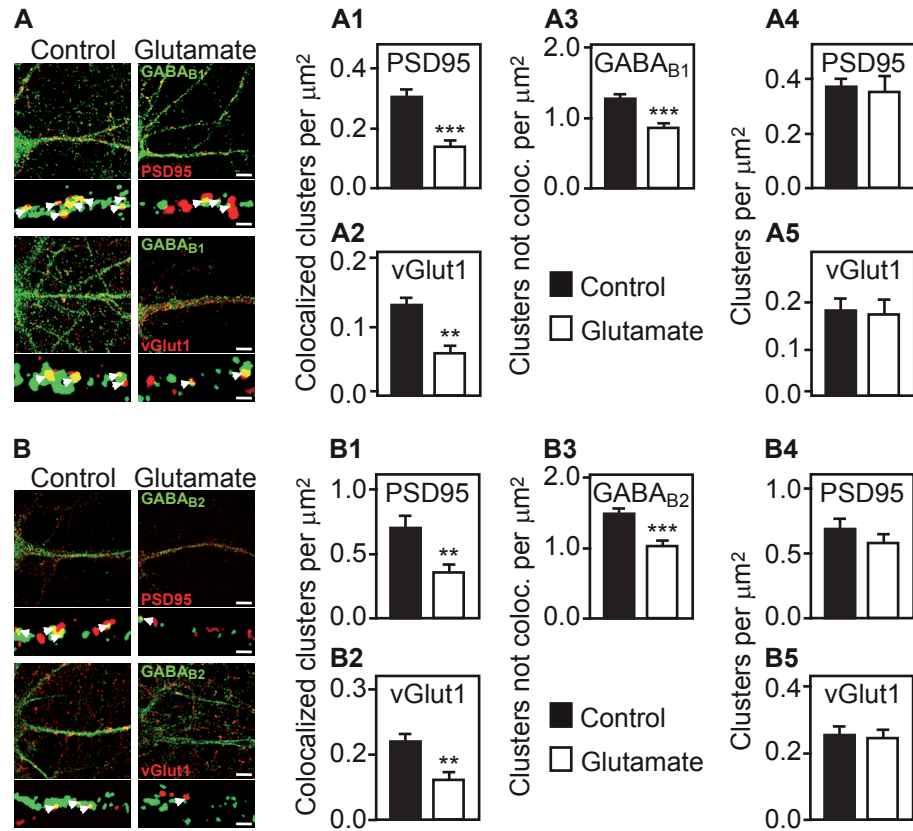 A
Control Glutamate
GABAB1
PSD95
GABAB1
vGlut1
A1
Colocalized clusters per μm²
PSD95
0.4
0.2
0.0
***
A2
vGlut1
0.2
0.1
0.0
**
A3
Clusters not coloc. per μm²
GABAB1
2.0
1.0
0.0
***
Control
Glutamate
A4
Clusters per μm²
PSD95
0.4
0.2
0.0
A5
vGlut1
0.2
0.1
0.0
B
Control Glutamate
GABAB2
PSD95
GABAB2
vGlut1
B1
Colocalized clusters per μm²
PSD95
1.0
0.5
0.0
**
B2
vGlut1
0.3
0.2
0.0
**
B3
Clusters not coloc. per μm²
GABAB2
2.0
1.0
0.0
***
Control
Glutamate
B4
Clusters per μm²
PSD95
1.0
0.5
0.0
B5
vGlut1
0.4
0.2
0.0